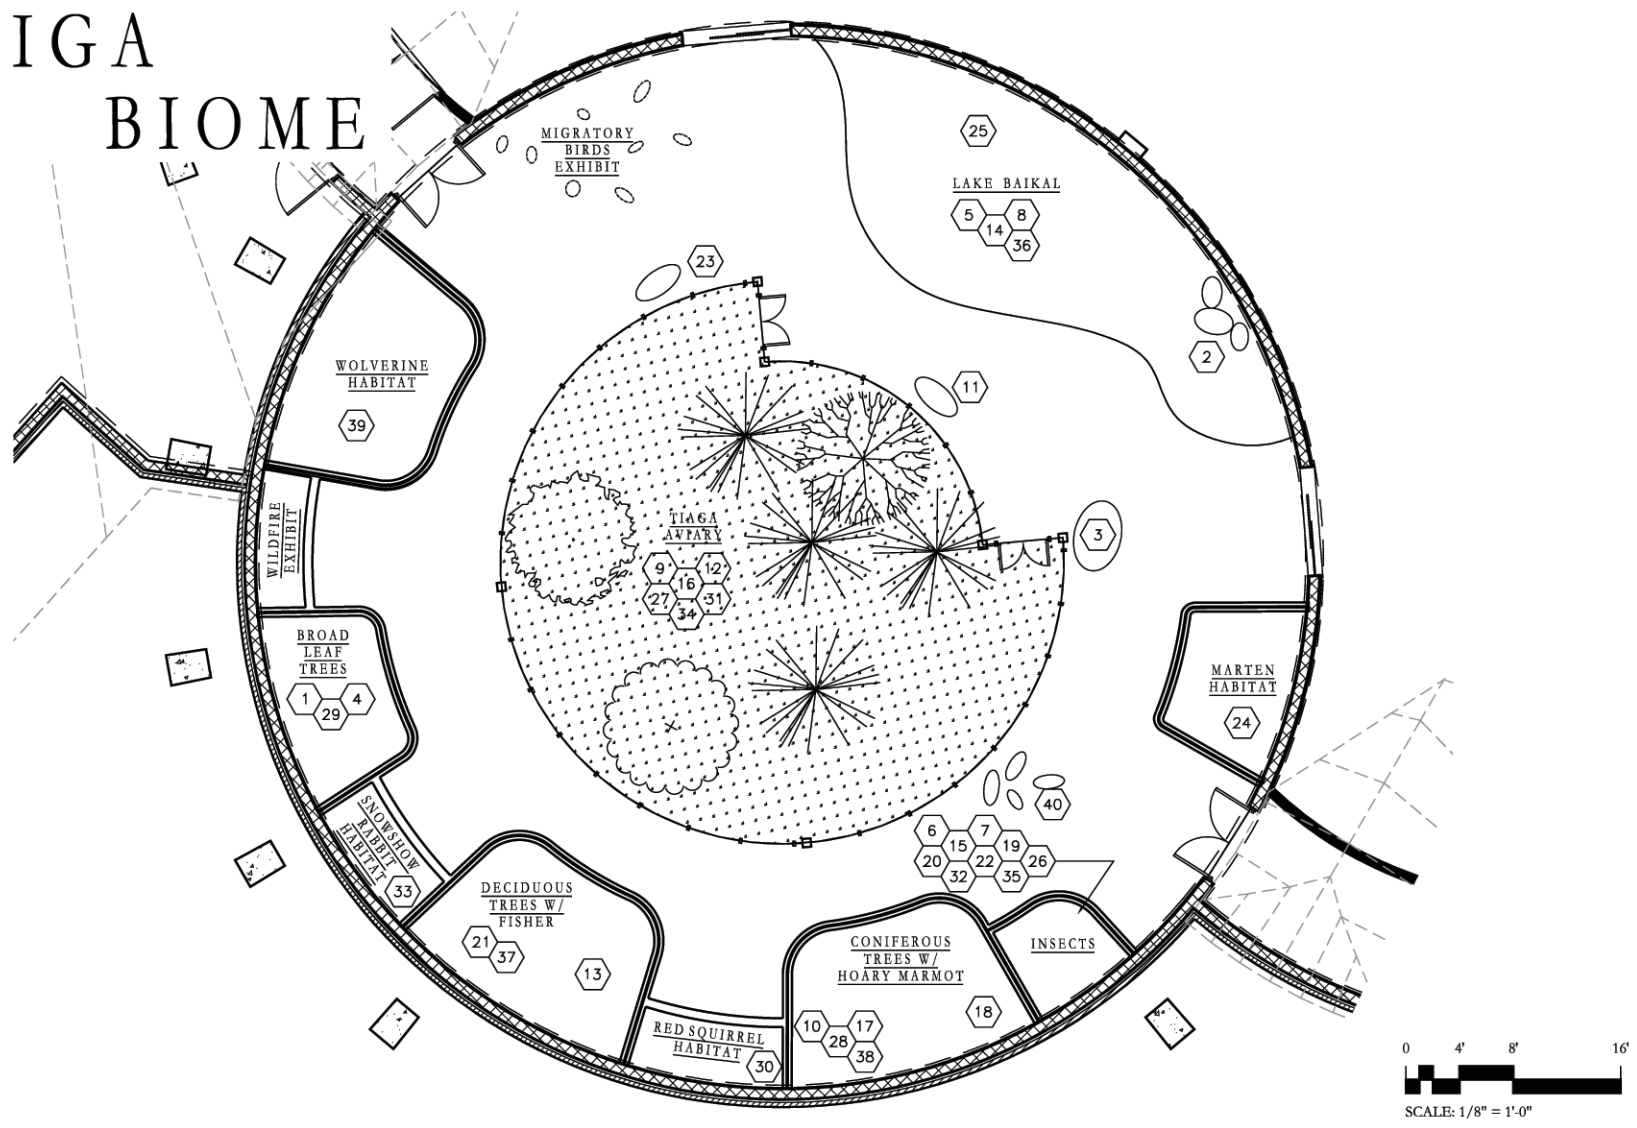 IGA
BIOME
MIGRATORY
BIRDS
EXHIBIT
25
LAKE BAIKAL
5 8
14
36
23
2
WOLVERINE
HABITAT
39
11
WILDFIRE
EXHIBIT
TIAGA
AVIARY
9 12
16
27 31
34
3
BROAD
LEAF
TREES
1 4
29
MARTEN
HABITAT
24
SNOWSHOW
RABBIT
HABITAT
33
40
6 7
15 19
20 22 26
32 35
DECIDUOUS
TREES W/
FISHER
21
37
13
CONIFEROUS
TREES W/
HOARY MARMOT
18
10 17
28
38
INSECTS
RED SQUIRREL
HABITAT
30
0 4' 8' 16'
SCALE: 1/8" = 1'-0"